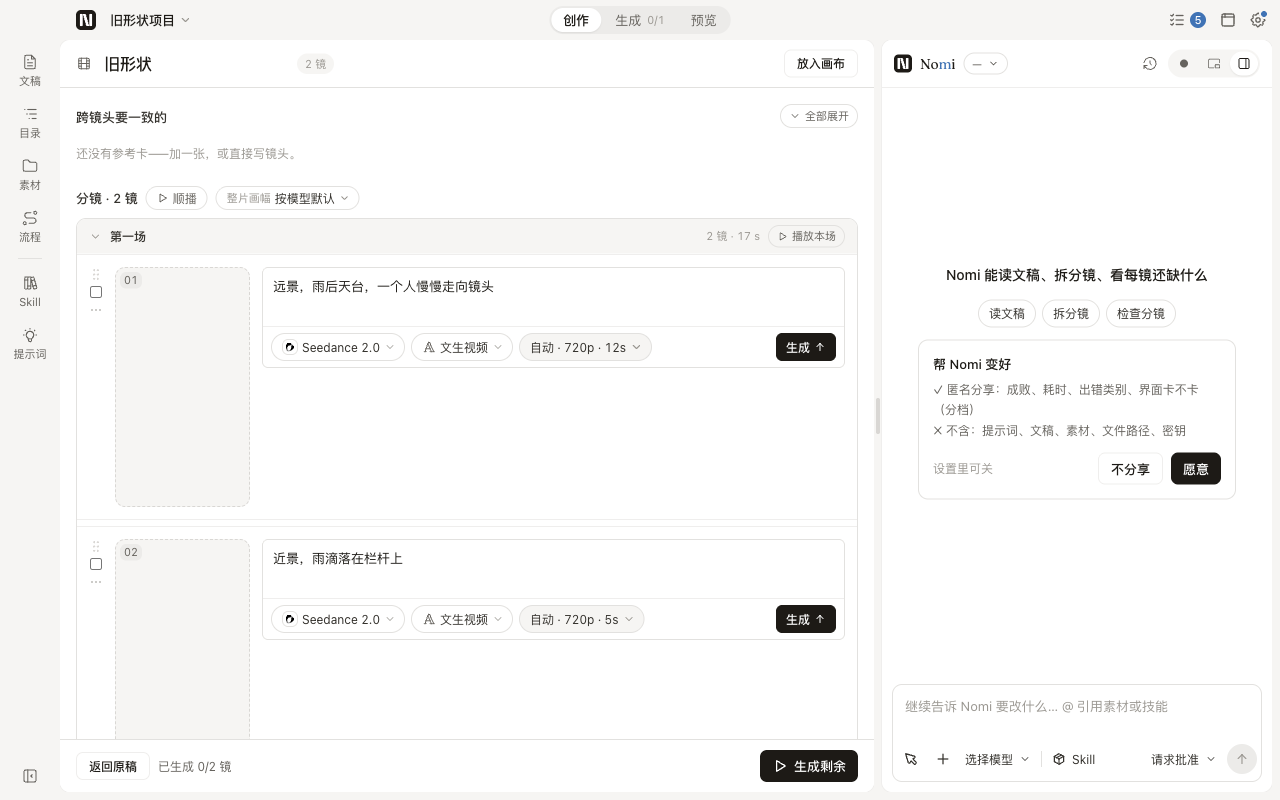 旧形状项目
创作
生成 0/1
预览
5
文稿
目录
素材
流程
Skill
提示词
旧形状
2 镜
放入画布
跨镜头要一致的
全部展开
还没有参考卡——加一张，或直接写镜头。
分镜 · 2 镜
顺播
整片画幅 按模型默认
第一场
2 镜 · 17 s
播放本场
01
远景，雨后天台，一个人慢慢走向镜头
Seedance 2.0
文生视频
自动 · 720p · 12s
生成 ↑
02
近景，雨滴落在栏杆上
Seedance 2.0
文生视频
自动 · 720p · 5s
生成 ↑
返回原稿
已生成 0/2 镜
生成剩余
Nomi
—
Nomi 能读文稿、拆分镜、看每镜还缺什么
读文稿
拆分镜
检查分镜
帮 Nomi 变好
✓ 匿名分享：成败、耗时、出错类别、界面卡不卡
（分档）
✕ 不含：提示词、文稿、素材、文件路径、密钥
设置里可关
不分享
愿意
继续告诉 Nomi 要改什么… @ 引用素材或技能
选择模型
Skill
请求批准